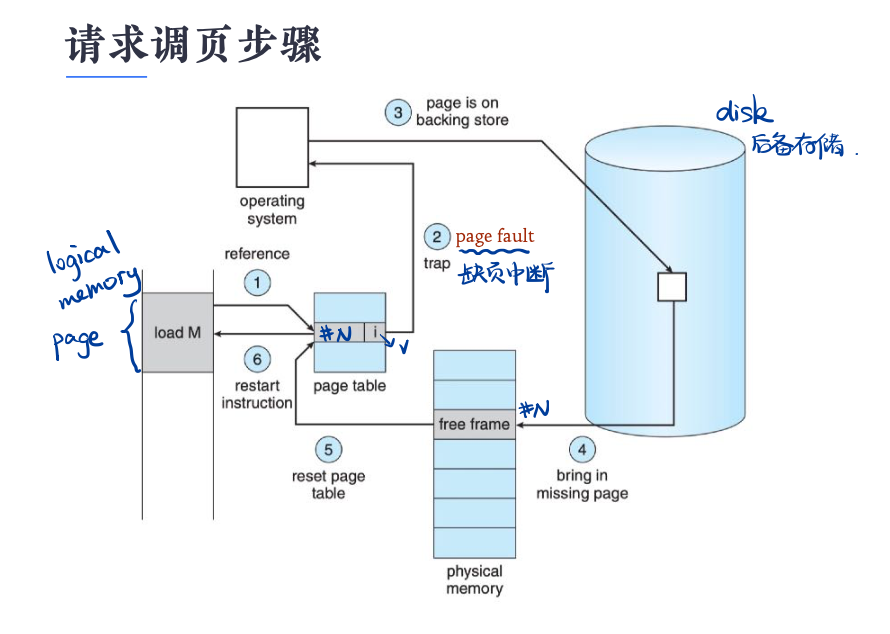 请求调页步骤
3
page is on
backing store
disk
后备存储.
operating
system
2
page fault
trap
缺页中断
reference
1
logical
memory
page
load M
#N
i
v
6
restart
instruction
page table
free frame
#N
5
reset page
table
4
bring in
missing page
physical
memory